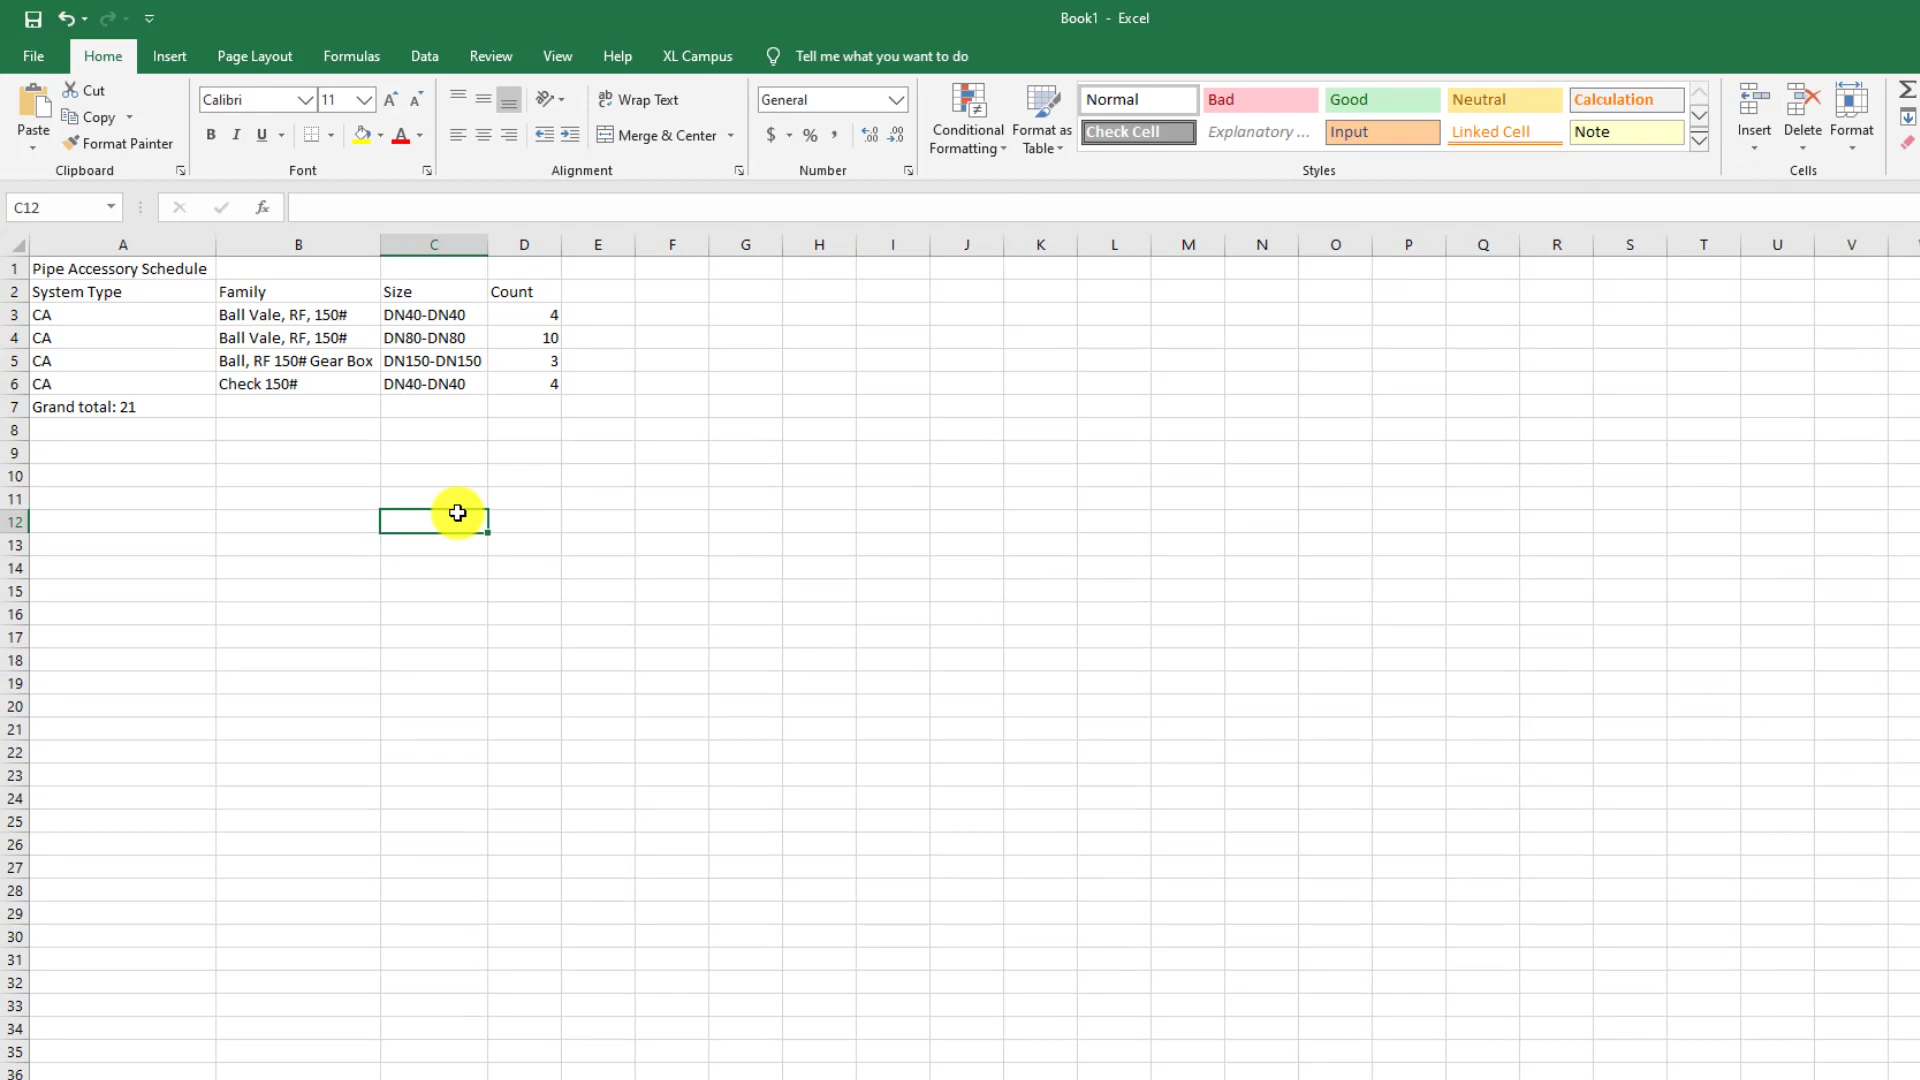 Book1 - Excel
File Home Insert Page Layout Formulas Data Review View Help XL Campus Tell me what you want to do
Paste
Cut
Copy
Format Painter
Clipboard
Calibri 11
B I U A
Font
Wrap Text
Merge & Center
Alignment
General
$ % ,
Number
Conditional Formatting
Format as Table
Normal Bad Good Neutral Calculation
Check Cell Explanatory ... Input Linked Cell Note
Styles
Insert Delete Format
Cells
C12 fx
A B C D E F G H I J K L M N O P Q R S T U V
1 Pipe Accessory Schedule
2 System Type Family Size Count
3 CA Ball Vale, RF, 150# DN40-DN40 4
4 CA Ball Vale, RF, 150# DN80-DN80 10
5 CA Ball, RF 150# Gear Box DN150-DN150 3
6 CA Check 150# DN40-DN40 4
7 Grand total: 21
8
9
10
11
12
13
14
15
16
17
18
19
20
21
22
23
24
25
26
27
28
29
30
31
32
33
34
35
36